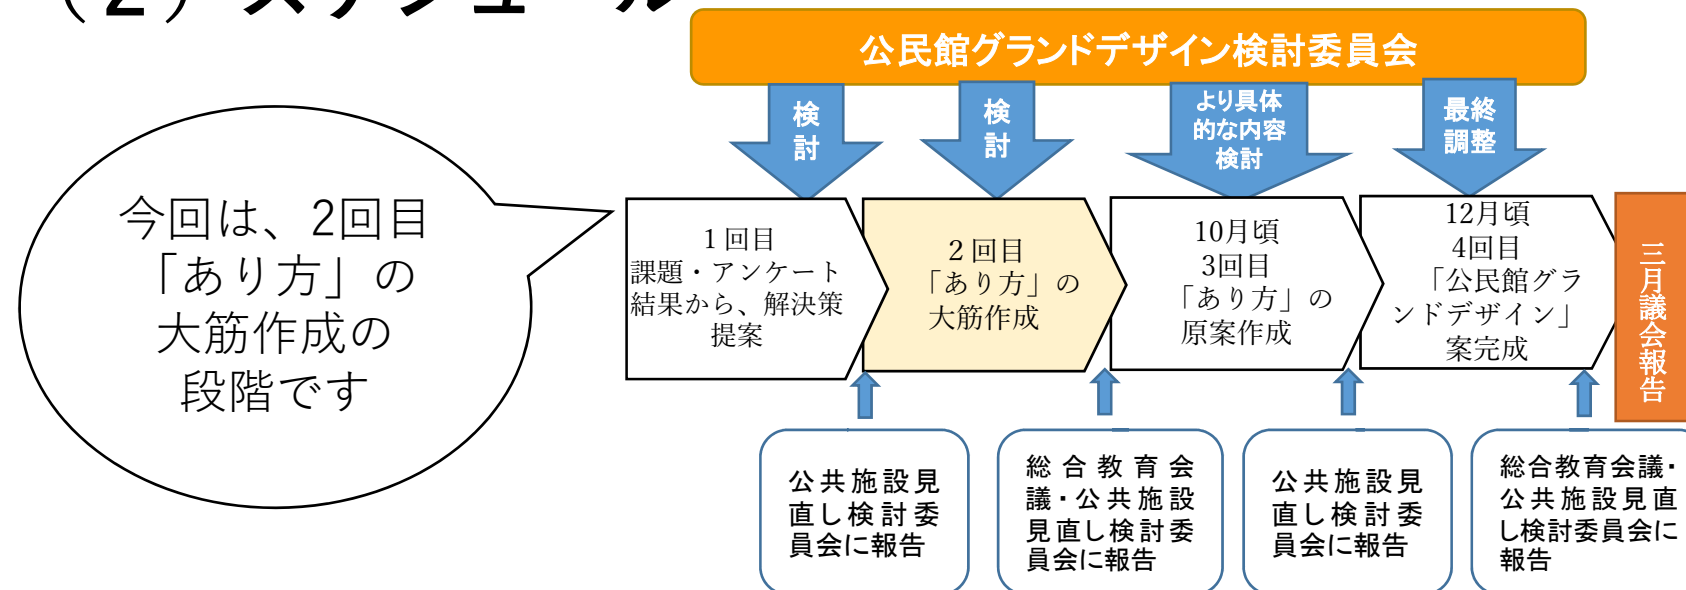 （2）スケジュール
公民館グランドデザイン検討委員会
検
討
検
討
より具体
的な内容
検討
最終
調整
今回は、2回目
「あり方」の
大筋作成の
段階です
１回目
課題・アンケート
結果から、解決策
提案
２回目
「あり方」の
大筋作成
10月頃
3回目
「あり方」の
原案作成
12月頃
4回目
「公民館グラ
ンドデザイン」
案完成
三月議会報告
公共施設見
直し検討委
員会に報告
総合教育会
議・公共施設
見直し検討委
員会に報告
公共施設見
直し検討委
員会に報告
総合教育会議・
公共施設見直
し検討委員会に
報告